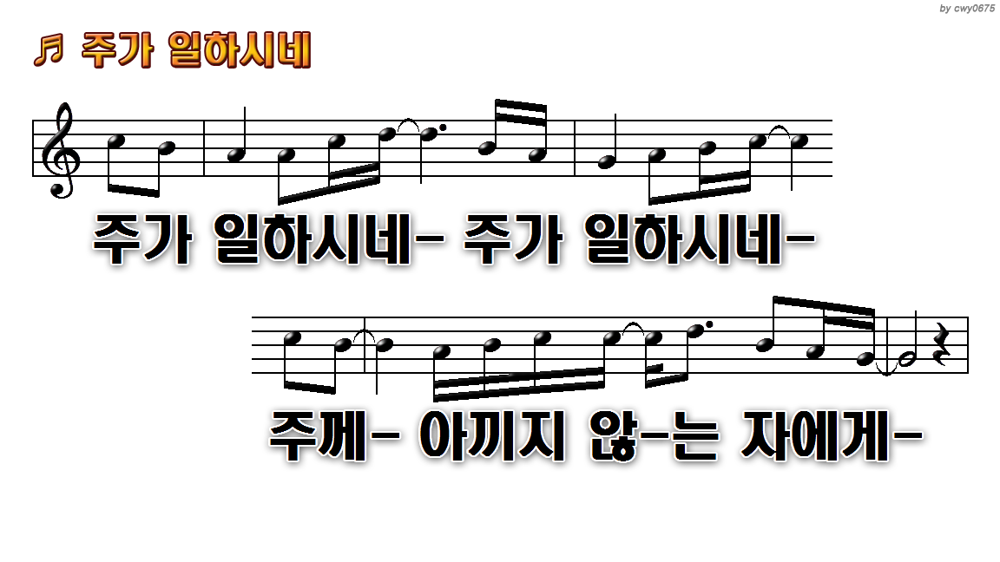 by cwy0675
♬ 주가 일하시네
주가 일하시네- 주가 일하시네-
주께- 아끼지 않-는 자에게-